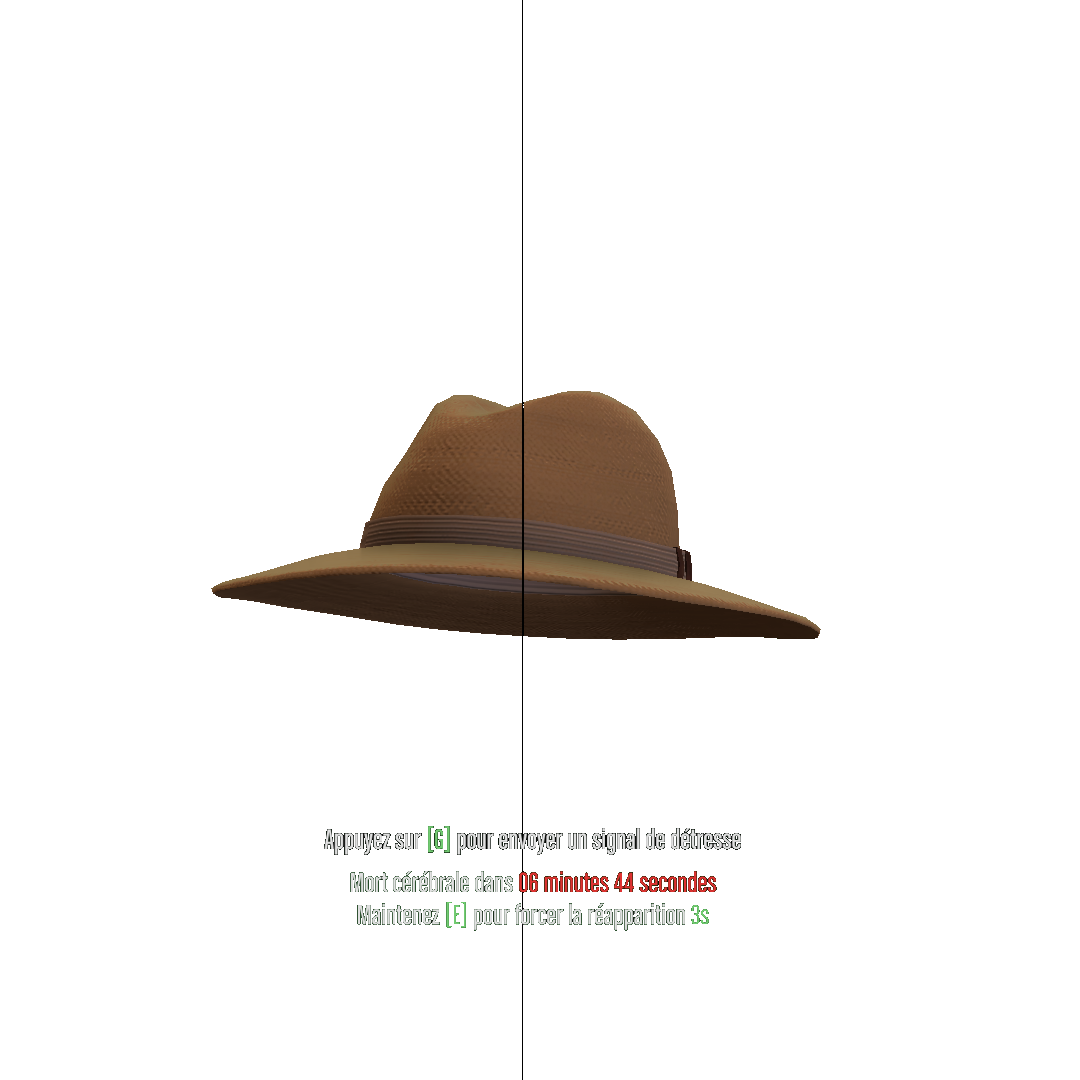 Appuyez sur [G] pour envoyer un signal de détresse
Mort cérébrale dans 06 minutes 44 secondes
Maintenez [E] pour forcer la réapparition 3s